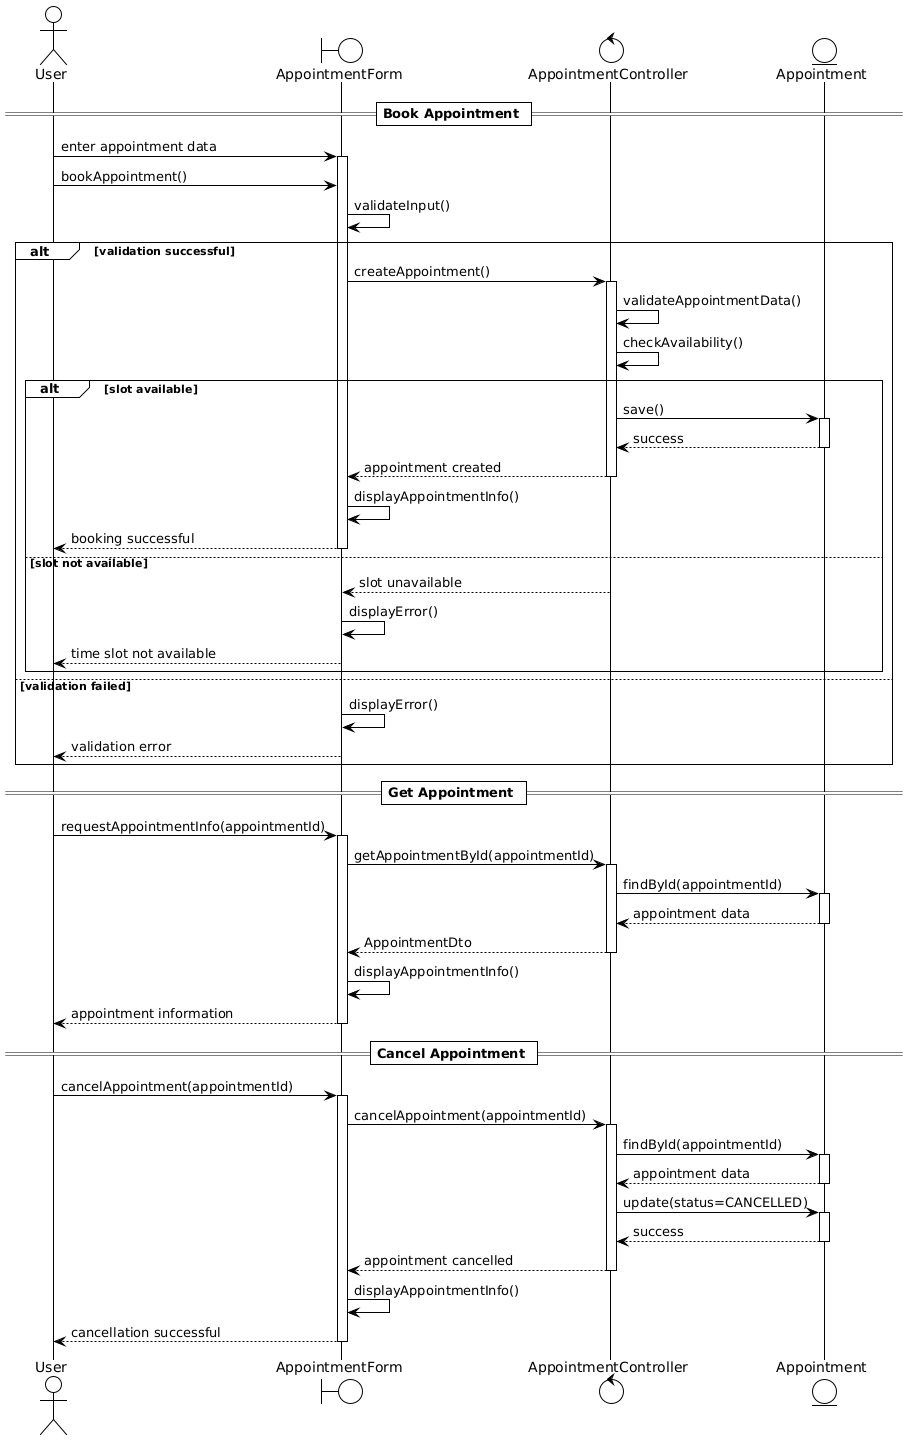 User
AppointmentForm
AppointmentController
Appointment
Book Appointment
enter appointment data
bookAppointment()
validateInput()
alt [validation successful]
createAppointment()
validateAppointmentData()
checkAvailability()
alt [slot available]
save()
success
appointment created
displayAppointmentInfo()
booking successful
[slot not available]
slot unavailable
displayError()
time slot not available
[validation failed]
displayError()
validation error
Get Appointment
requestAppointmentInfo(appointmentId)
getAppointmentById(appointmentId)
findById(appointmentId)
appointment data
AppointmentDto
displayAppointmentInfo()
appointment information
Cancel Appointment
cancelAppointment(appointmentId)
cancelAppointment(appointmentId)
findById(appointmentId)
appointment data
update(status=CANCELLED)
success
appointment cancelled
displayAppointmentInfo()
cancellation successful
User
AppointmentForm
AppointmentController
Appointment